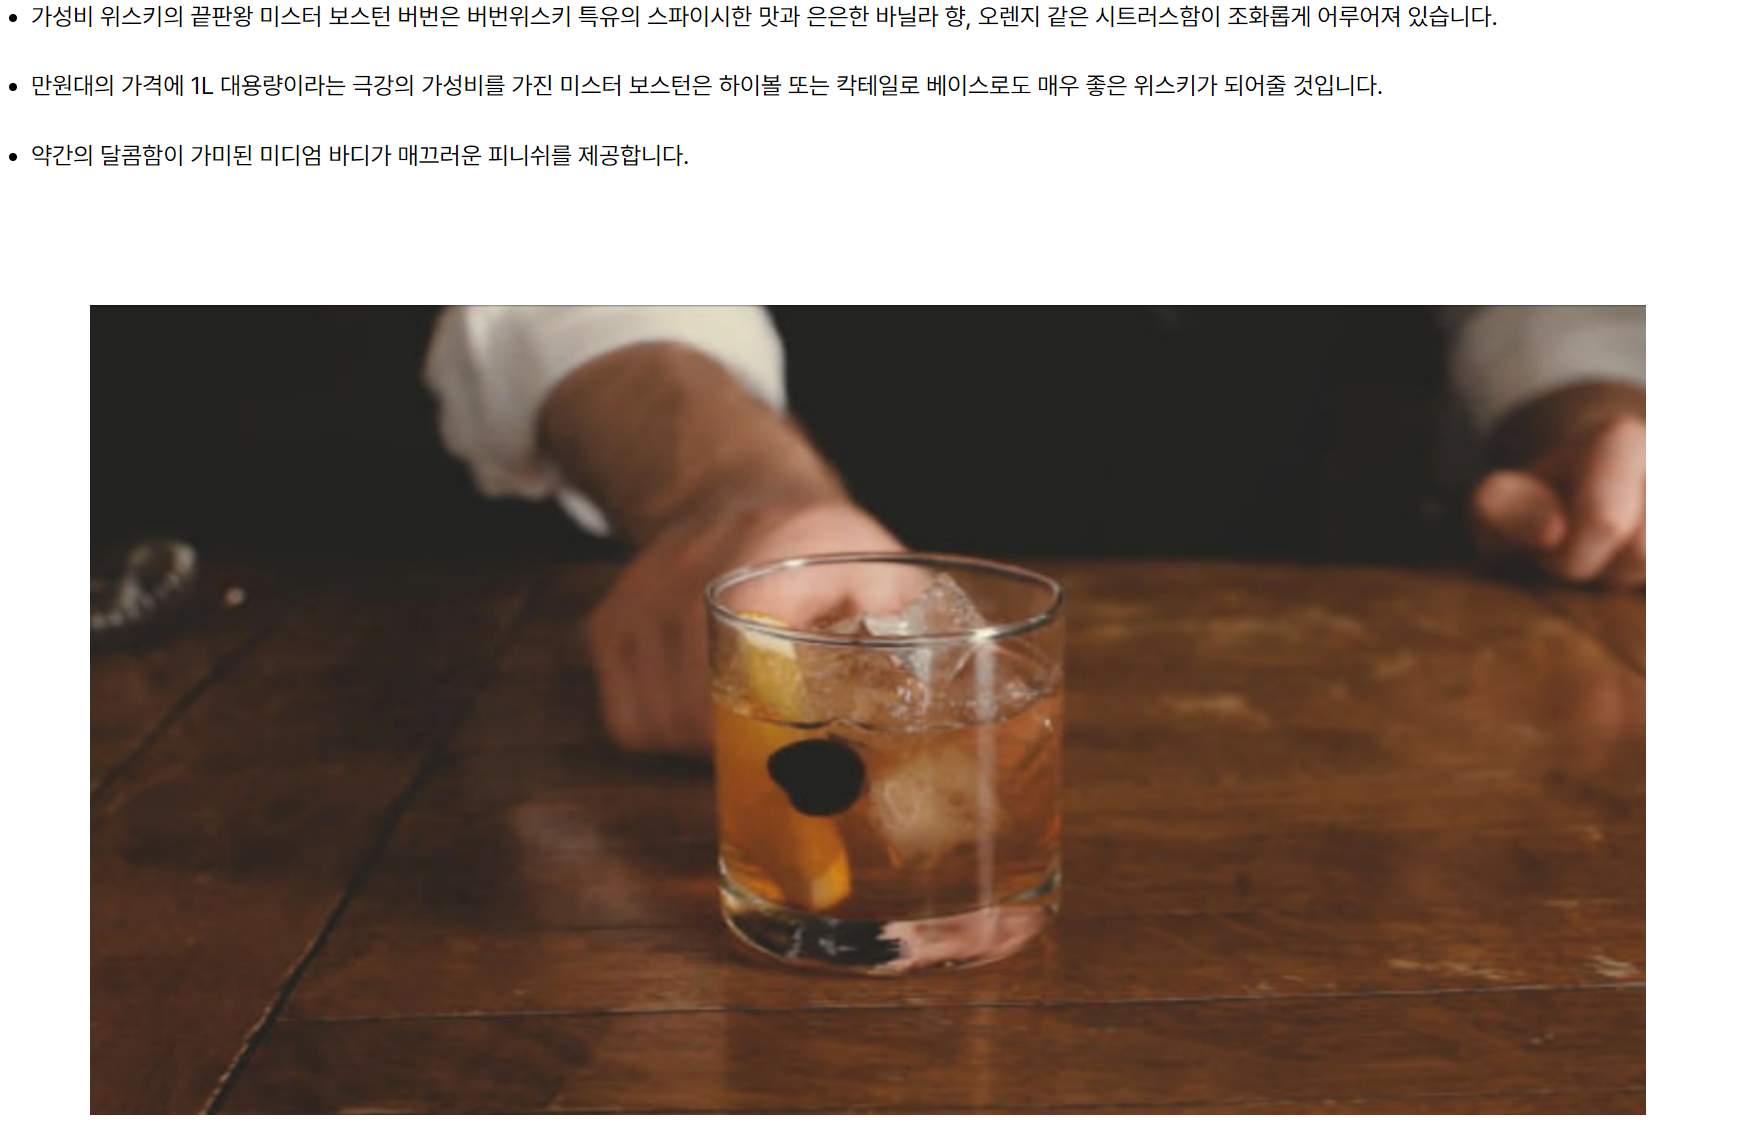 가성비 위스키의 끝판왕 미스터 보스턴 버번은 버번위스키 특유의 스파이시한 맛과 은은한 바닐라 향, 오렌지 같은 시트러스함이 조화롭게 어루어져 있습니다.
만원대의 가격에 1L 대용량이라는 극강의 가성비를 가진 미스터 보스턴은 하이볼 또는 칵테일로 베이스로도 매우 좋은 위스키가 되어줄 것입니다.
약간의 달콤함이 가미된 미디엄 바디가 매끄러운 피니쉬를 제공합니다.